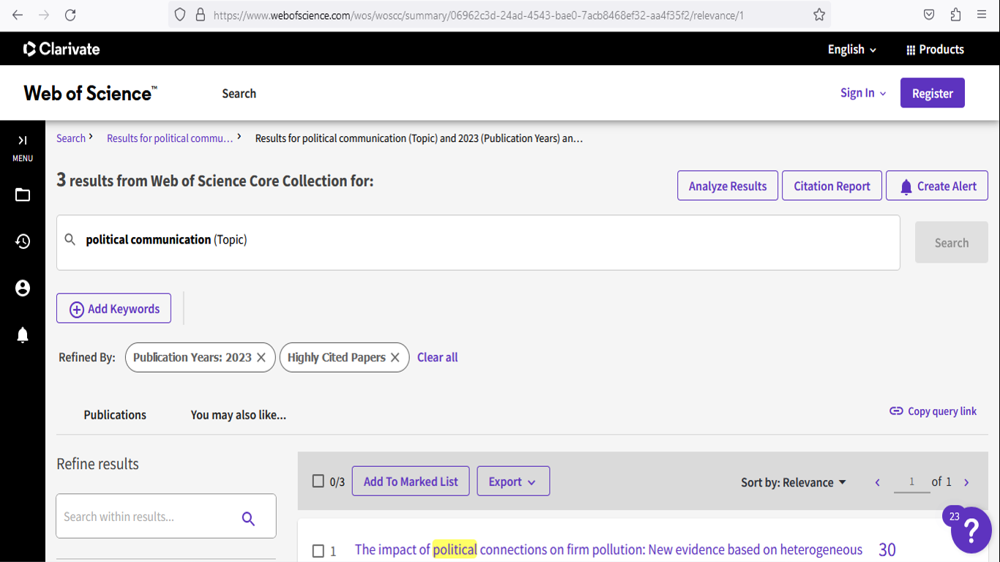 https://www.webofscience.com/wos/woscc/summary/06962c3d-24ad-4543-bae0-7acb8468ef32-aa4f35f2/relevance/1
Clarivate
English
Products
Web of Science™
Search
Sign In
Register
MENU
Search
Results for political commu...
Results for political communication (Topic) and 2023 (Publication Years) an...
3 results from Web of Science Core Collection for:
Analyze Results
Citation Report
Create Alert
political communication (Topic)
Search
Add Keywords
Refined By:
Publication Years: 2023
Highly Cited Papers
Clear all
Publications
You may also like...
Copy query link
Refine results
0/3
Add To Marked List
Export
Sort by: Relevance
1 of 1
Search within results...
23
?
1 The impact of political connections on firm pollution: New evidence based on heterogeneous
30